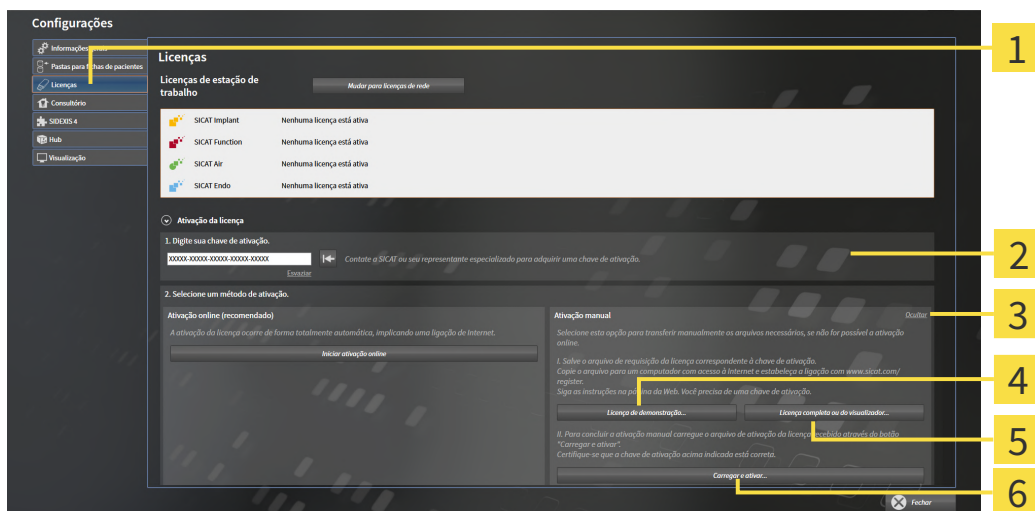 Configurações
Informações
Pastas para fichas de pacientes
Licenças
Consultório
SIDEXIS 4
Hub
Visualização
Licenças
Licenças de estação de
trabalho
Mudar para licenças de rede
SICAT Implant Nenhuma licença está ativa
SICAT Function Nenhuma licença está ativa
SICAT Air Nenhuma licença está ativa
SICAT Endo Nenhuma licença está ativa
Ativação da licença
1. Digite sua chave de ativação.
XXXXX-XXXXX-XXXXX-XXXXX-XXXXX
Contate a SICAT ou seu representante especializado para adquirir uma chave de ativação.
Esvaziar
2. Selecione um método de ativação.
Ativação online (recomendado)
A ativação da licença ocorre de forma totalmente automática, implicando uma ligação de Internet.
Iniciar ativação online
Ativação manual
Ocultar
Selecione esta opção para transferir manualmente os arquivos necessários, se não for possível a ativação
online.
I. Salve o arquivo de requisição da licença correspondente à chave de ativação.
Copie o arquivo para um computador com acesso à Internet e estabeleça a ligação com www.sicat.com/
register.
Siga as instruções na página da Web. Você precisa de uma chave de ativação.
Licença de demonstração...
Licença completa ou do visualizador...
II. Para concluir a ativação manual carregue o arquivo de ativação da licença recebido através do botão
"Carregar e ativar".
Certifique-se que a chave de ativação acima indicada está correta.
Carregar e ativar...
Fechar
1
2
3
4
5
6